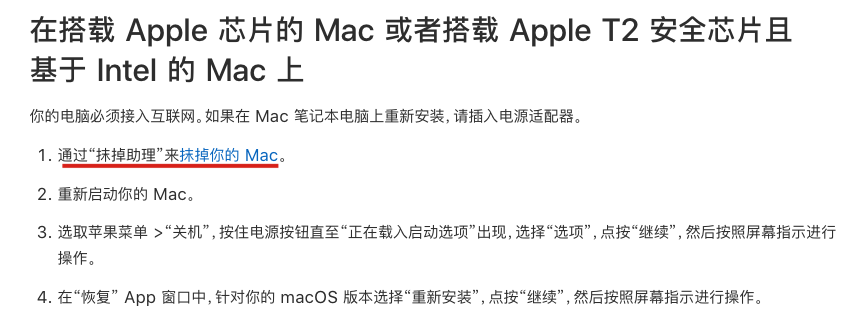 在搭载 Apple 芯片的 Mac 或者搭载 Apple T2 安全芯片且
基于 Intel 的 Mac 上
你的电脑必须接入互联网。如果在 Mac 笔记本电脑上重新安装，请插入电源适配器。
1. 通过“抹掉助理”来抹掉你的 Mac。
2. 重新启动你的 Mac。
3. 选取苹果菜单 >“关机”，按住电源按钮直至“正在载入启动选项”出现，选择“选项”，点按“继续”，然后按照屏幕指示进行
操作。
4. 在“恢复” App 窗口中，针对你的 macOS 版本选择“重新安装”，点按“继续”，然后按照屏幕指示进行操作。